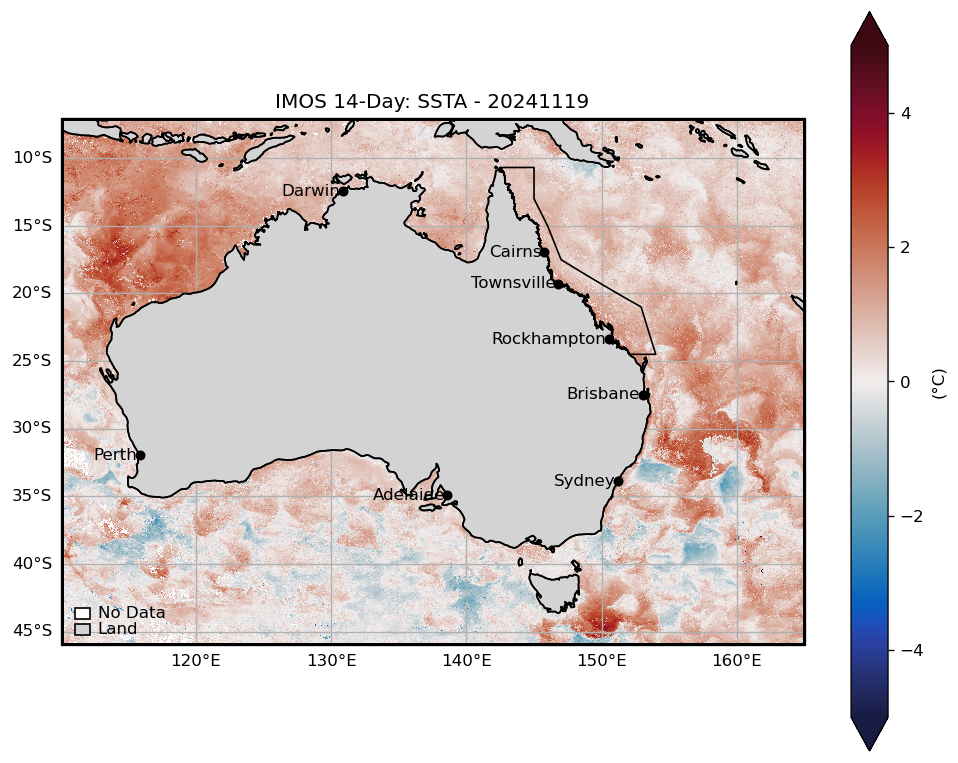 IMOS 14-Day: SSTA - 20241119
10°S
15°S
20°S
25°S
30°S
35°S
40°S
45°S
Darwin
Cairns
Townsville
Rockhampton
Brisbane
Perth
Sydney
Adelaide
No Data
Land
120°E
130°E
140°E
150°E
160°E
4
2
0
−2
−4
(°C)